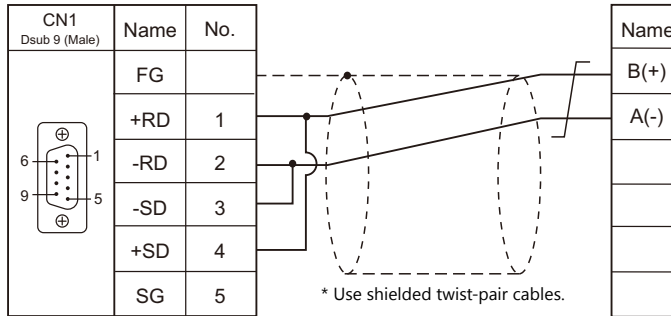 CN1
Dsub 9 (Male)
Name
No.
Name
FG
B(+)
+RD
1
A(-)
-RD
2
-SD
3
+SD
4
SG
5
6
1
9
5
* Use shielded twist-pair cables.